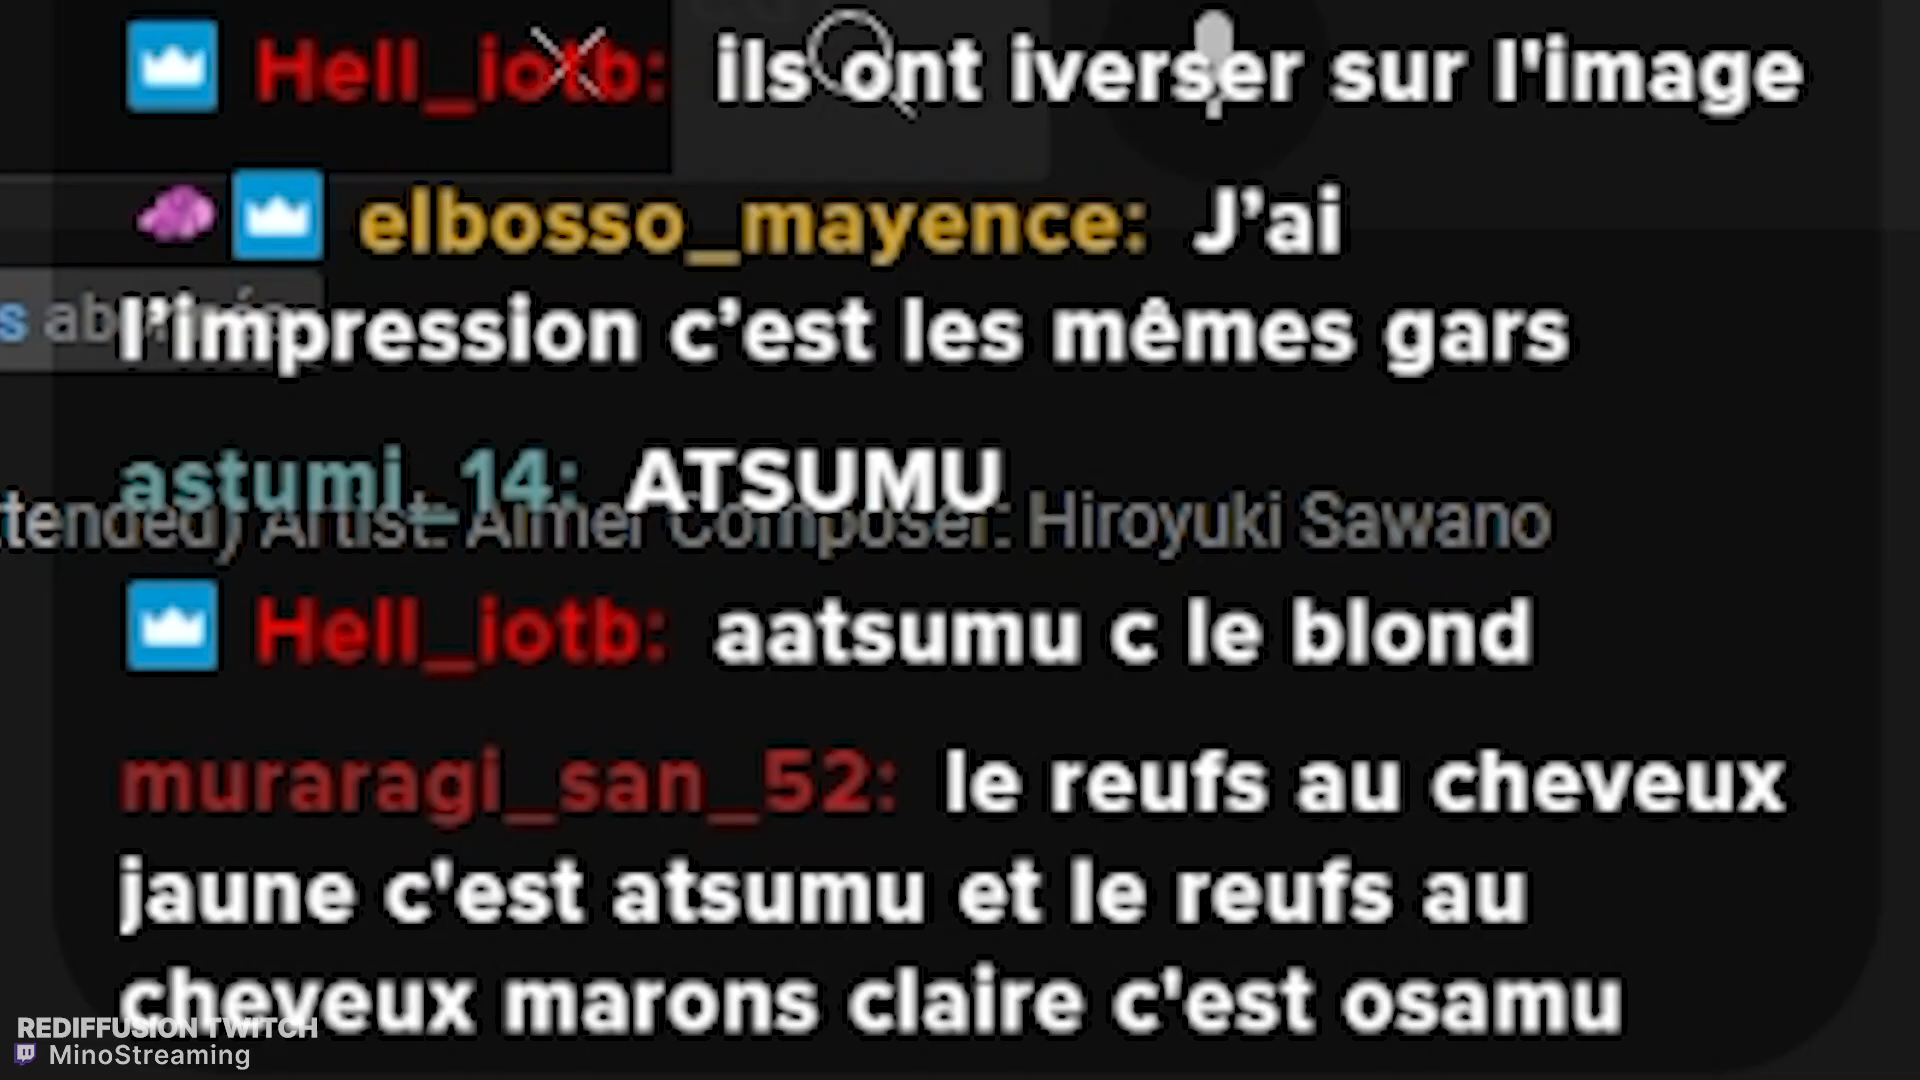 Hell_iotb: ils ont iverser sur l'image
elbosso_mayence: J’ai
l’impression c’est les mêmes gars
s abonnés
astumi_14: ATSUMU
tended) Artist: Aimer Composer: Hiroyuki Sawano
Hell_iotb: aatsumu c le blond
muraragi_san_52: le reufs au cheveux
jaune c'est atsumu et le reufs au
cheveux marons claire c'est osamu
REDIFFUSION TWITCH
MinoStreaming